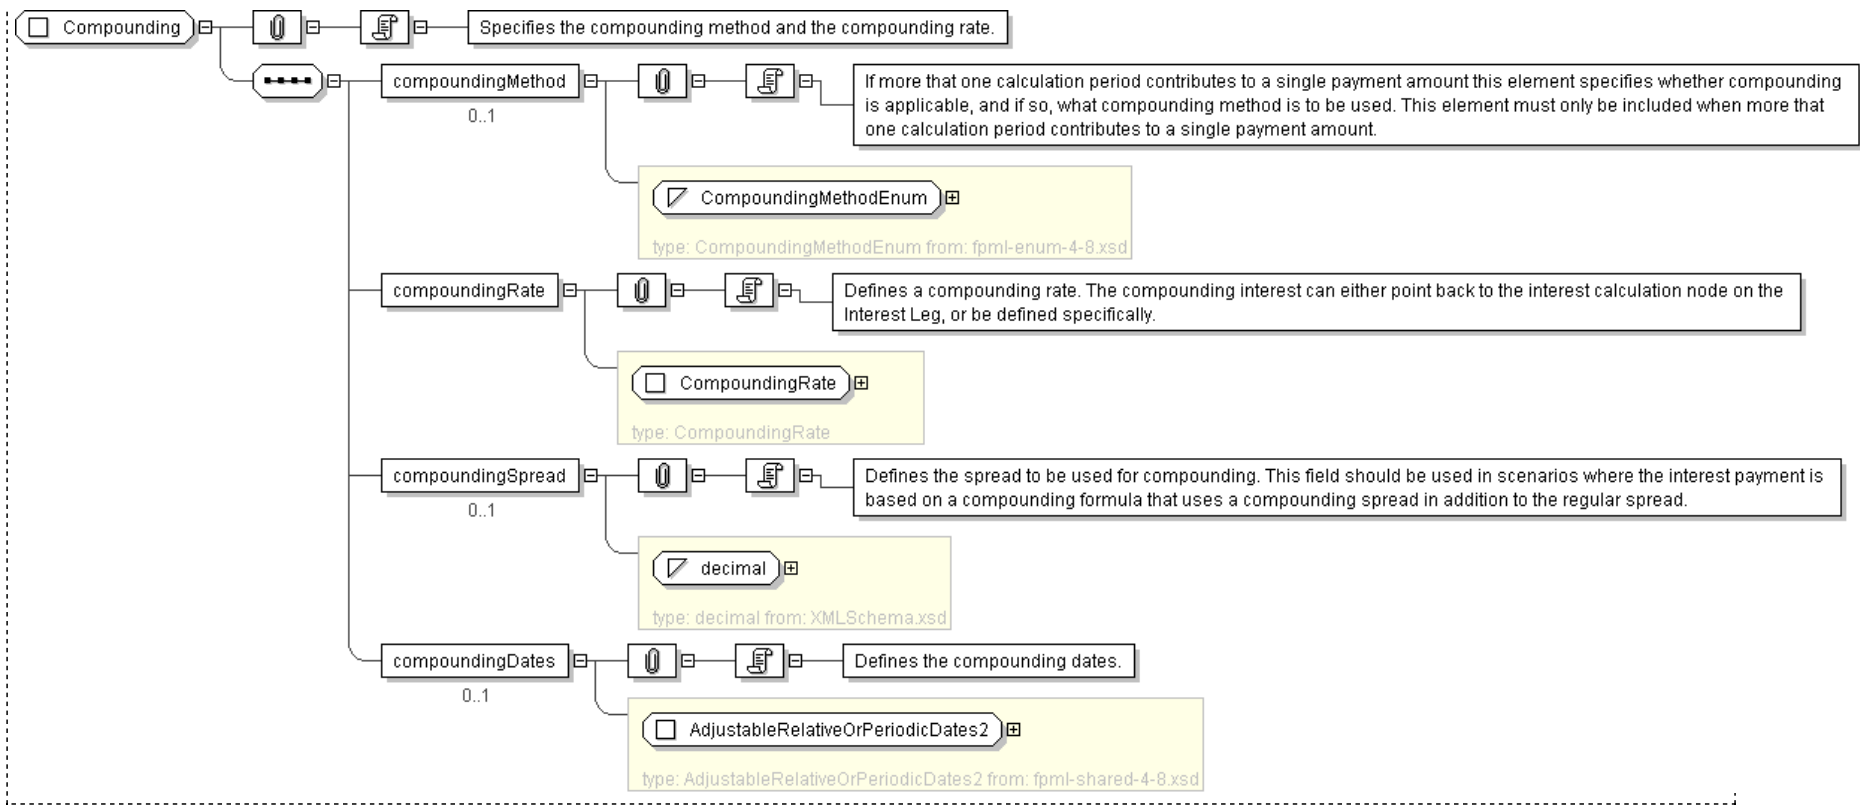 Compounding
Specifies the compounding method and the compounding rate.
compoundingMethod
0..1
If more that one calculation period contributes to a single payment amount this element specifies whether compounding
is applicable, and if so, what compounding method is to be used. This element must only be included when more that
one calculation period contributes to a single payment amount.
CompoundingMethodEnum
type: CompoundingMethodEnum from: fpml-enum-4-8.xsd
compoundingRate
Defines a compounding rate. The compounding interest can either point back to the interest calculation node on the
Interest Leg, or be defined specifically.
CompoundingRate
type: CompoundingRate
compoundingSpread
0..1
Defines the spread to be used for compounding. This field should be used in scenarios where the interest payment is
based on a compounding formula that uses a compounding spread in addition to the regular spread.
decimal
type: decimal from: XMLSchema.xsd
compoundingDates
0..1
Defines the compounding dates.
AdjustableRelativeOrPeriodicDates2
type: AdjustableRelativeOrPeriodicDates2 from: fpml-shared-4-8.xsd